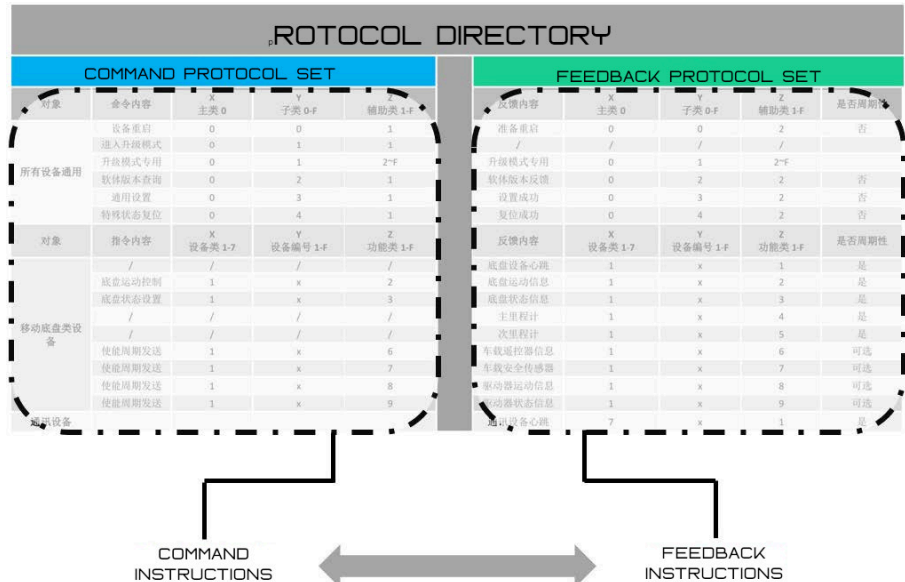 PROTOCOL DIRECTORY
COMMAND PROTOCOL SET
对象 命令内容 X 主类 0 Y 子类 0-F Z 辅助类 1-F
所有设备通用
设备重启 0 0 1
进入升级模式 0 1 1
升级模式专用 0 1 2~F
软体版本查询 0 2 1
通用设置 0 3 1
特殊状态复位 0 4 1
对象 指令内容 X 设备类 1-7 Y 设备编号 1-F Z 功能类 1-F
移动底盘类设备
/ / / /
底盘运动控制 1 x 2
底盘状态设置 1 x 3
/ / / /
/ / / /
使能周期发送 1 x 6
使能周期发送 1 x 7
使能周期发送 1 x 8
使能周期发送 1 x 9
通讯设备
FEEDBACK PROTOCOL SET
反馈内容 X 主类 0 Y 子类 0-F Z 辅助类 1-F 是否周期性
准备重启 0 0 2 否
/ / / /
升级模式专用 0 1 2~F
软体版本反馈 0 2 2 否
设置成功 0 3 2 否
复位成功 0 4 2 否
反馈内容 X 设备类 1-7 Y 设备编号 1-F Z 功能类 1-F 是否周期性
底盘设备心跳 1 x 1 是
底盘运动信息 1 x 2 是
底盘状态信息 1 x 3 是
主里程计 1 x 4 是
次里程计 1 x 5 是
车载遥控器信息 1 x 6 可选
车载安全传感器 1 x 7 可选
驱动器运动信息 1 x 8 可选
驱动器状态信息 1 x 9 可选
通讯设备心跳 7 x 1 是
COMMAND
INSTRUCTIONS
FEEDBACK
INSTRUCTIONS